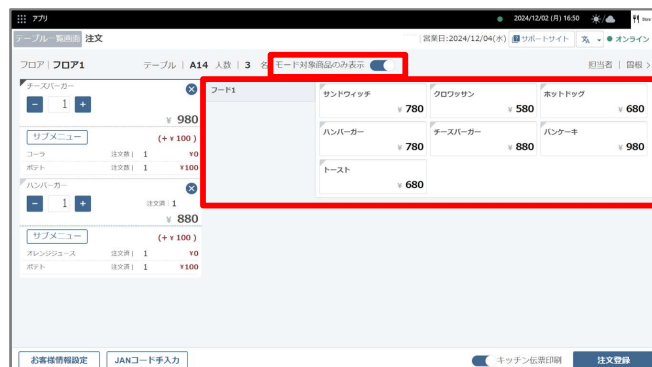 アプリ
2024/12/02 (月) 16:50
テーブル一覧画面 注文
営業日:2024/12/04(水) サポートサイト オンライン
フロア | フロア1 テーブル | A14 人数 | 3 名 モード対象商品のみ表示
担当者
チーズバーガー
− 1 +
¥ 980
サブメニュー (+ ¥ 100 )
コーラ 注文数 | 1 ¥0
ポテト 注文数 | 1 ¥100
ハンバーガー
− 1 + 注文済 | 1
¥ 880
サブメニュー (+ ¥ 100 )
オレンジジュース 注文済 | 1 ¥0
ポテト 注文済 | 1 ¥100
フード1
サンドウィッチ ¥ 780
クロワッサン ¥ 580
ホットドッグ ¥ 680
ハンバーガー ¥ 780
チーズバーガー ¥ 880
パンケーキ ¥ 980
トースト ¥ 680
お客様情報設定 JANコード手入力 キッチン伝票印刷 注文登録